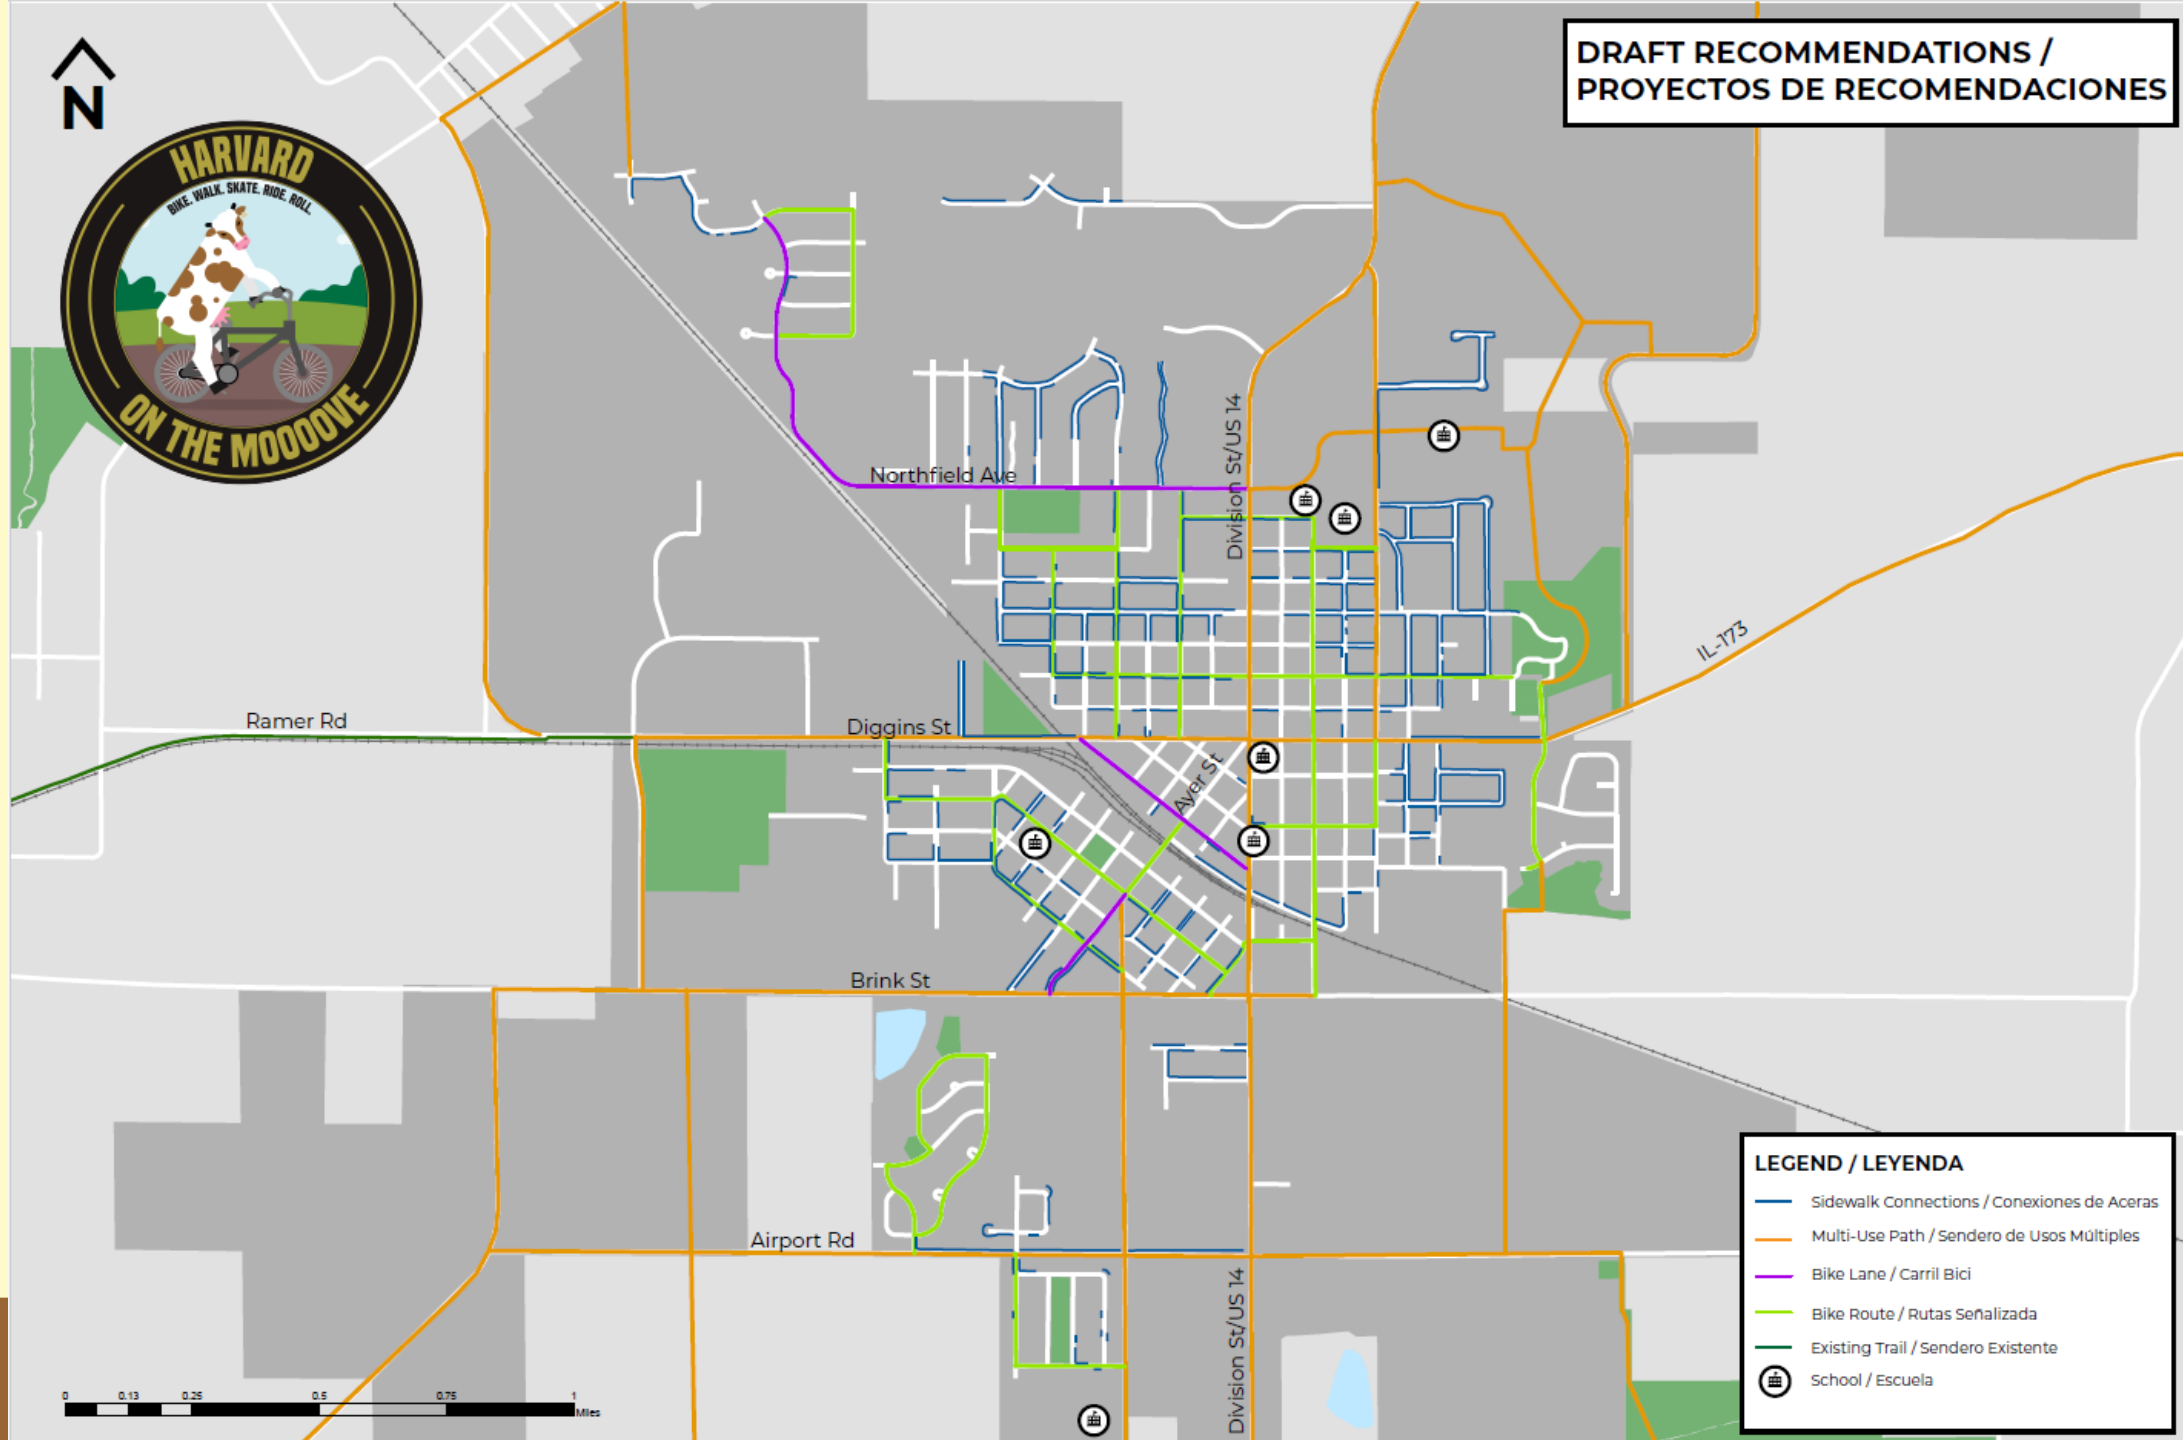 DRAFT RECOMMENDATIONS /
PROYECTOS DE RECOMENDACIONES
N
HARVARD
BIKE. WALK. SKATE. RIDE. ROLL.
ON THE MOOOOVE
Division St/US 14
Northfield Ave
IL-173
Ramer Rd
Diggins St
Ayer St
Brink St
Airport Rd
Division St/US 14
LEGEND / LEYENDA
Sidewalk Connections / Conexiones de Aceras
Multi-Use Path / Sendero de Usos Múltiples
Bike Lane / Carril Bici
Bike Route / Rutas Señalizada
Existing Trail / Sendero Existente
School / Escuela
0 0.13 0.25 0.5 0.75 1
Miles